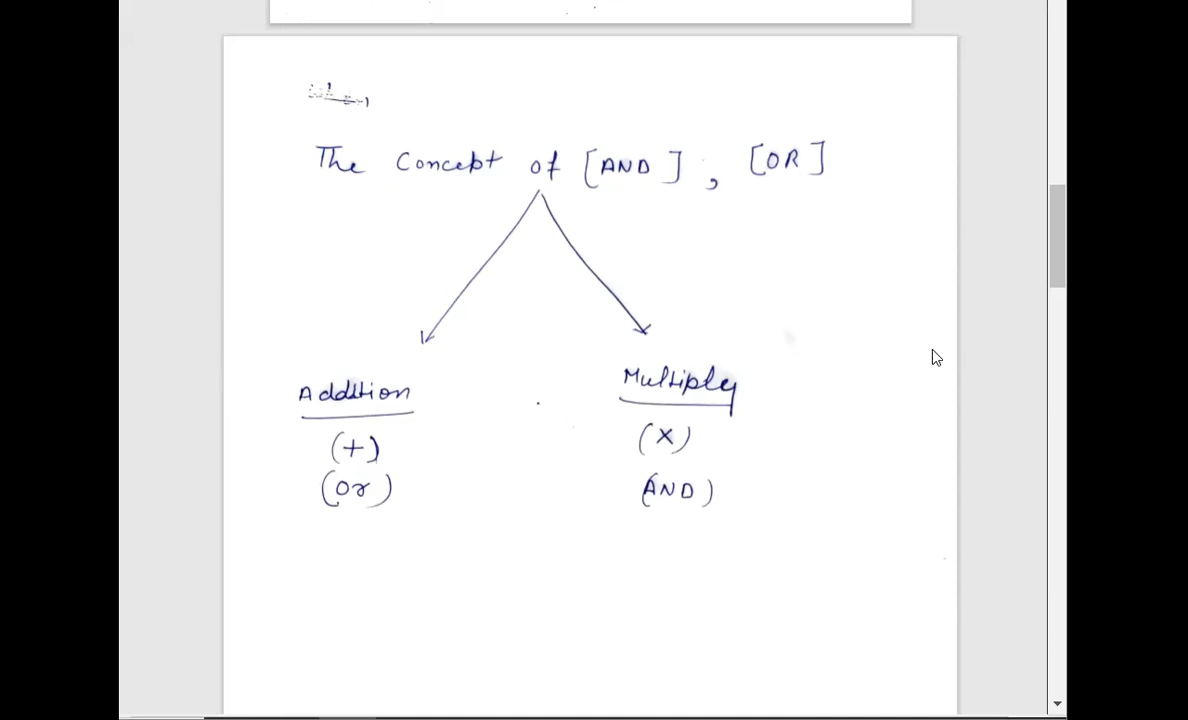 The Concept of [AND] , [OR]
Addition
Multiply
(+)
(x)
(or)
(AND)